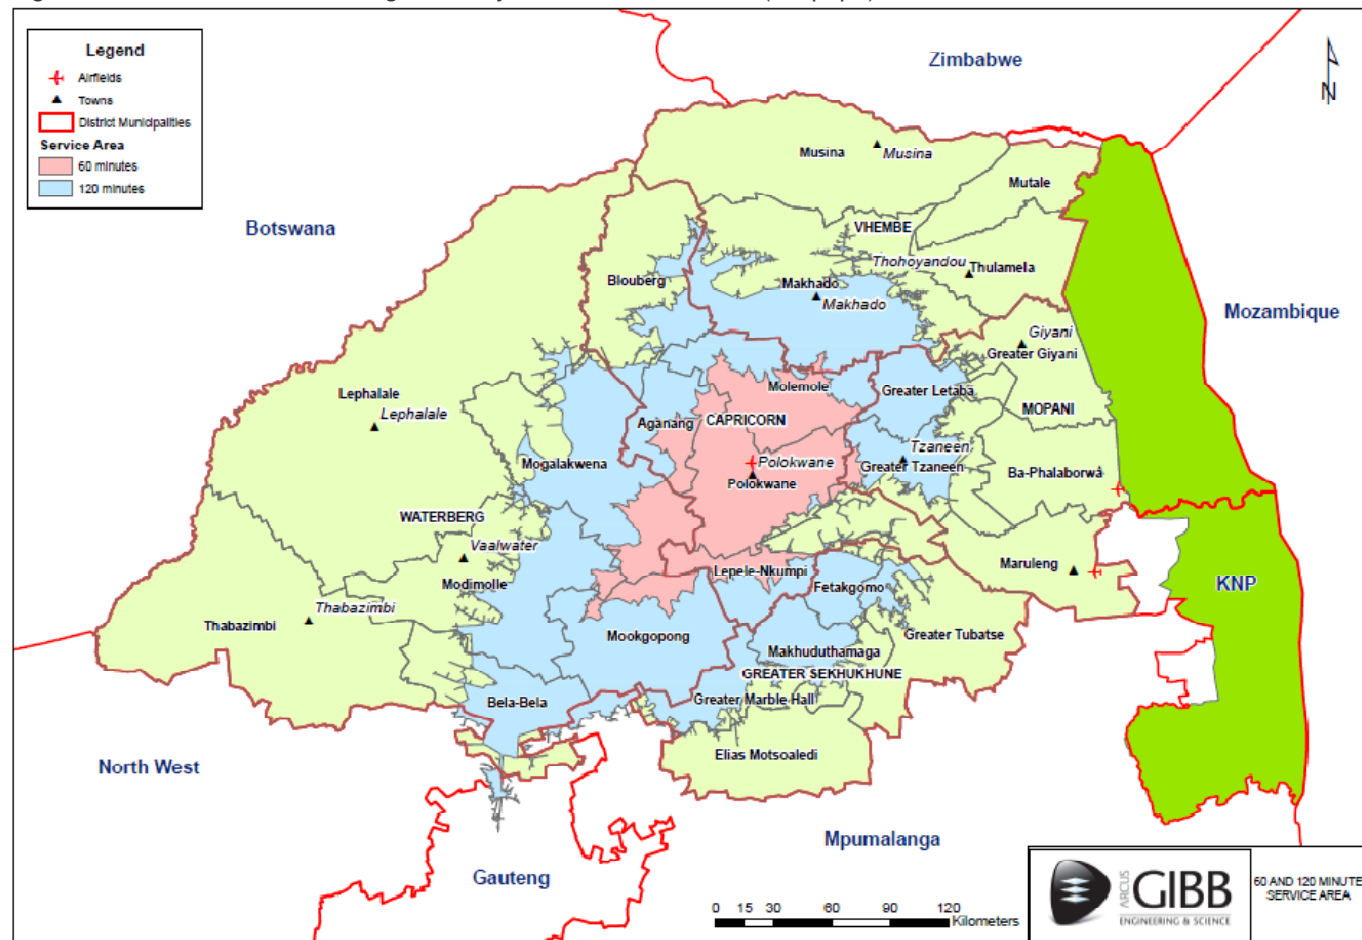 Legend
Airfields
Towns
District Municipalities
Service Area
60 minutes
120 minutes
Zimbabwe
N
Musina
Musina
Mutale
Botswana
VHEMBE
Thohoyandou
Thulamela
Blouberg
Makhado
Makhado
Mozambique
Giyani
Greater Giyani
Lephalale
Lephalale
Molemole
Greater Letaba
MOPANI
Aganang
CAPRICORN
Tzaneen
Mogalakwena
Polokwane
Polokwane
Greater Tzaneen
Ba-Phalaborwa
WATERBERG
Vaalwater
Modimolle
Lepele-Nkumpi
Maruleng
Fetakgomo
KNP
Thabazimbi
Thabazimbi
Mookgopong
Greater Tubatse
Makhuduthamaga
GREATER SEKHUKHUNE
Bela-Bela
Greater Marble Hall
Elias Motsoaledi
North West
Mpumalanga
Gauteng
0 15 30 60 90 120
Kilometers
ARCUS
GIBB
ENGINEERING & SCIENCE
60 AND 120 MINUTE
SERVICE AREA